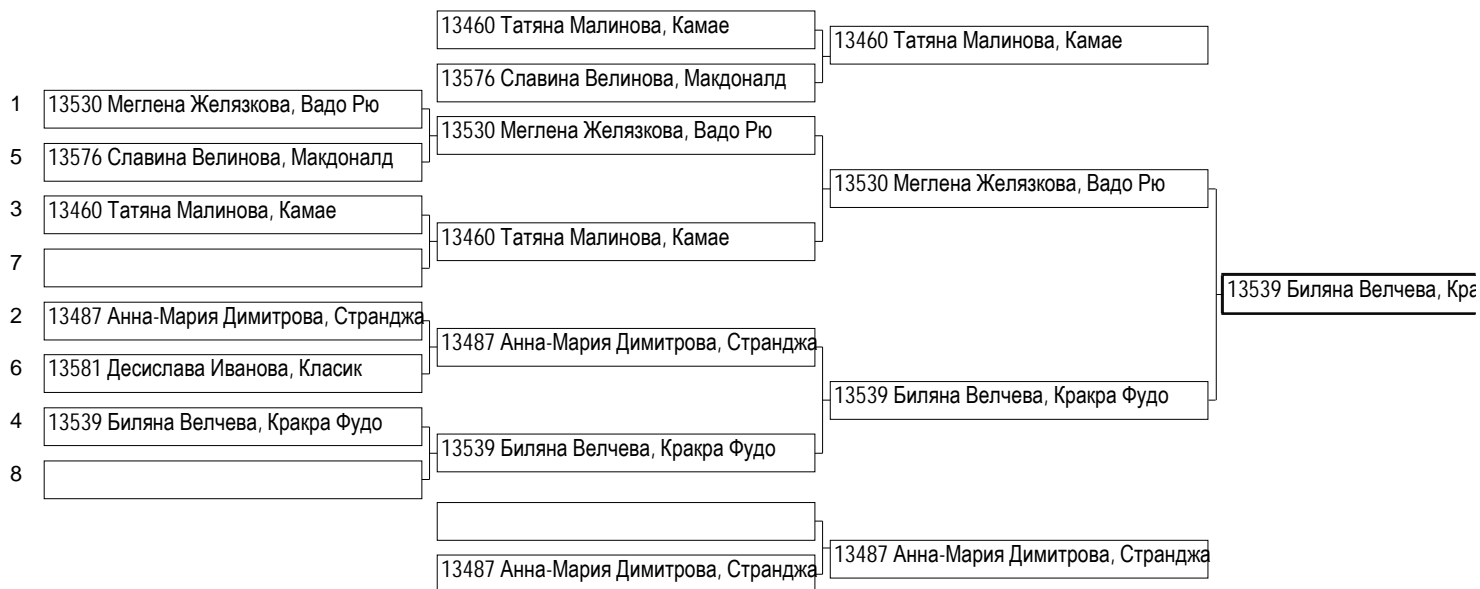 13460 Татяна Малинова, Камае
13460 Татяна Малинова, Камае
13576 Славина Велинова, Макдоналд
1 13530 Меглена Желязкова, Вадо Рю
13530 Меглена Желязкова, Вадо Рю
5 13576 Славина Велинова, Макдоналд
13530 Меглена Желязкова, Вадо Рю
3 13460 Татяна Малинова, Камае
13460 Татяна Малинова, Камае
7
13539 Биляна Велчева, Кра
2 13487 Анна-Мария Димитрова, Странджа
13487 Анна-Мария Димитрова, Странджа
6 13581 Десислава Иванова, Класик
13539 Биляна Велчева, Кракра Фудо
4 13539 Биляна Велчева, Кракра Фудо
13539 Биляна Велчева, Кракра Фудо
8
13487 Анна-Мария Димитрова, Странджа
13487 Анна-Мария Димитрова, Странджа